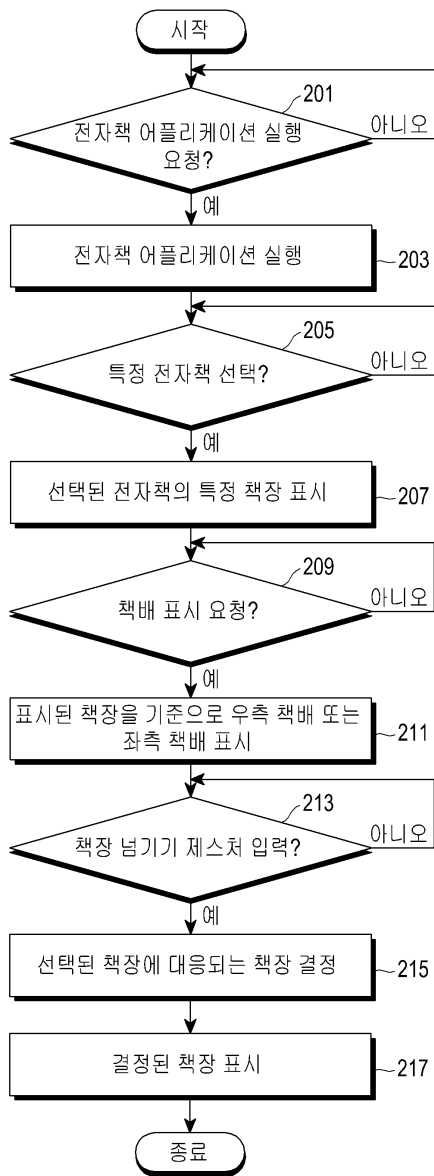 시작
201
전자책 어플리케이션 실행
요청?
아니오
예
전자책 어플리케이션 실행
203
205
특정 전자책 선택?
아니오
예
선택된 전자책의 특정 책장 표시
207
209
책배 표시 요청?
아니오
예
표시된 책장을 기준으로 우측 책배 또는
좌측 책배 표시
211
213
책장 넘기기 제스처 입력?
아니오
예
선택된 책장에 대응되는 책장 결정
215
결정된 책장 표시
217
종료